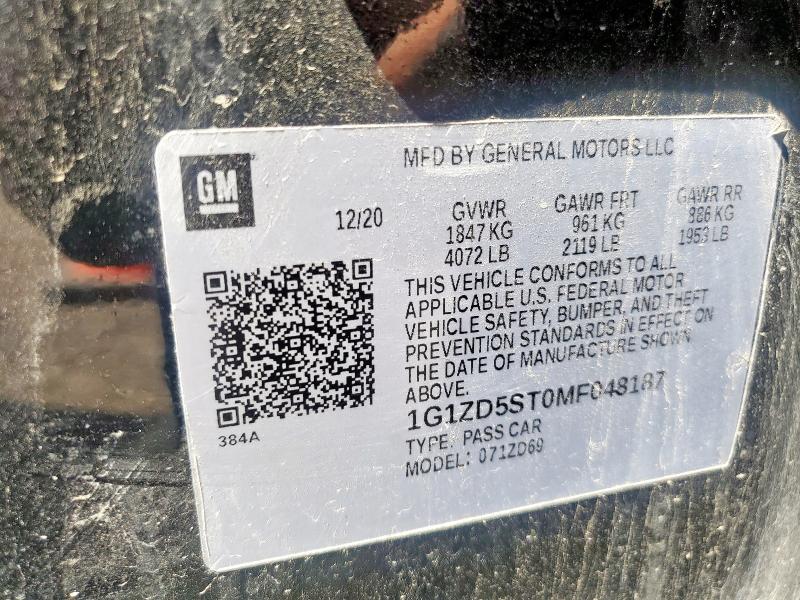 GM
MFD BY GENERAL MOTORS LLC
12/20
GVWR
1847 KG
4072 LB
GAWR FRT
961 KG
2119 LB
GAWR RR
886 KG
1953 LB
THIS VEHICLE CONFORMS TO ALL
APPLICABLE U.S. FEDERAL MOTOR
VEHICLE SAFETY, BUMPER, AND THEFT
PREVENTION STANDARDS IN EFFECT ON
THE DATE OF MANUFACTURE SHOWN
ABOVE.
1G1ZD5ST0MF048187
TYPE: PASS CAR
MODEL: 071ZD69
384A